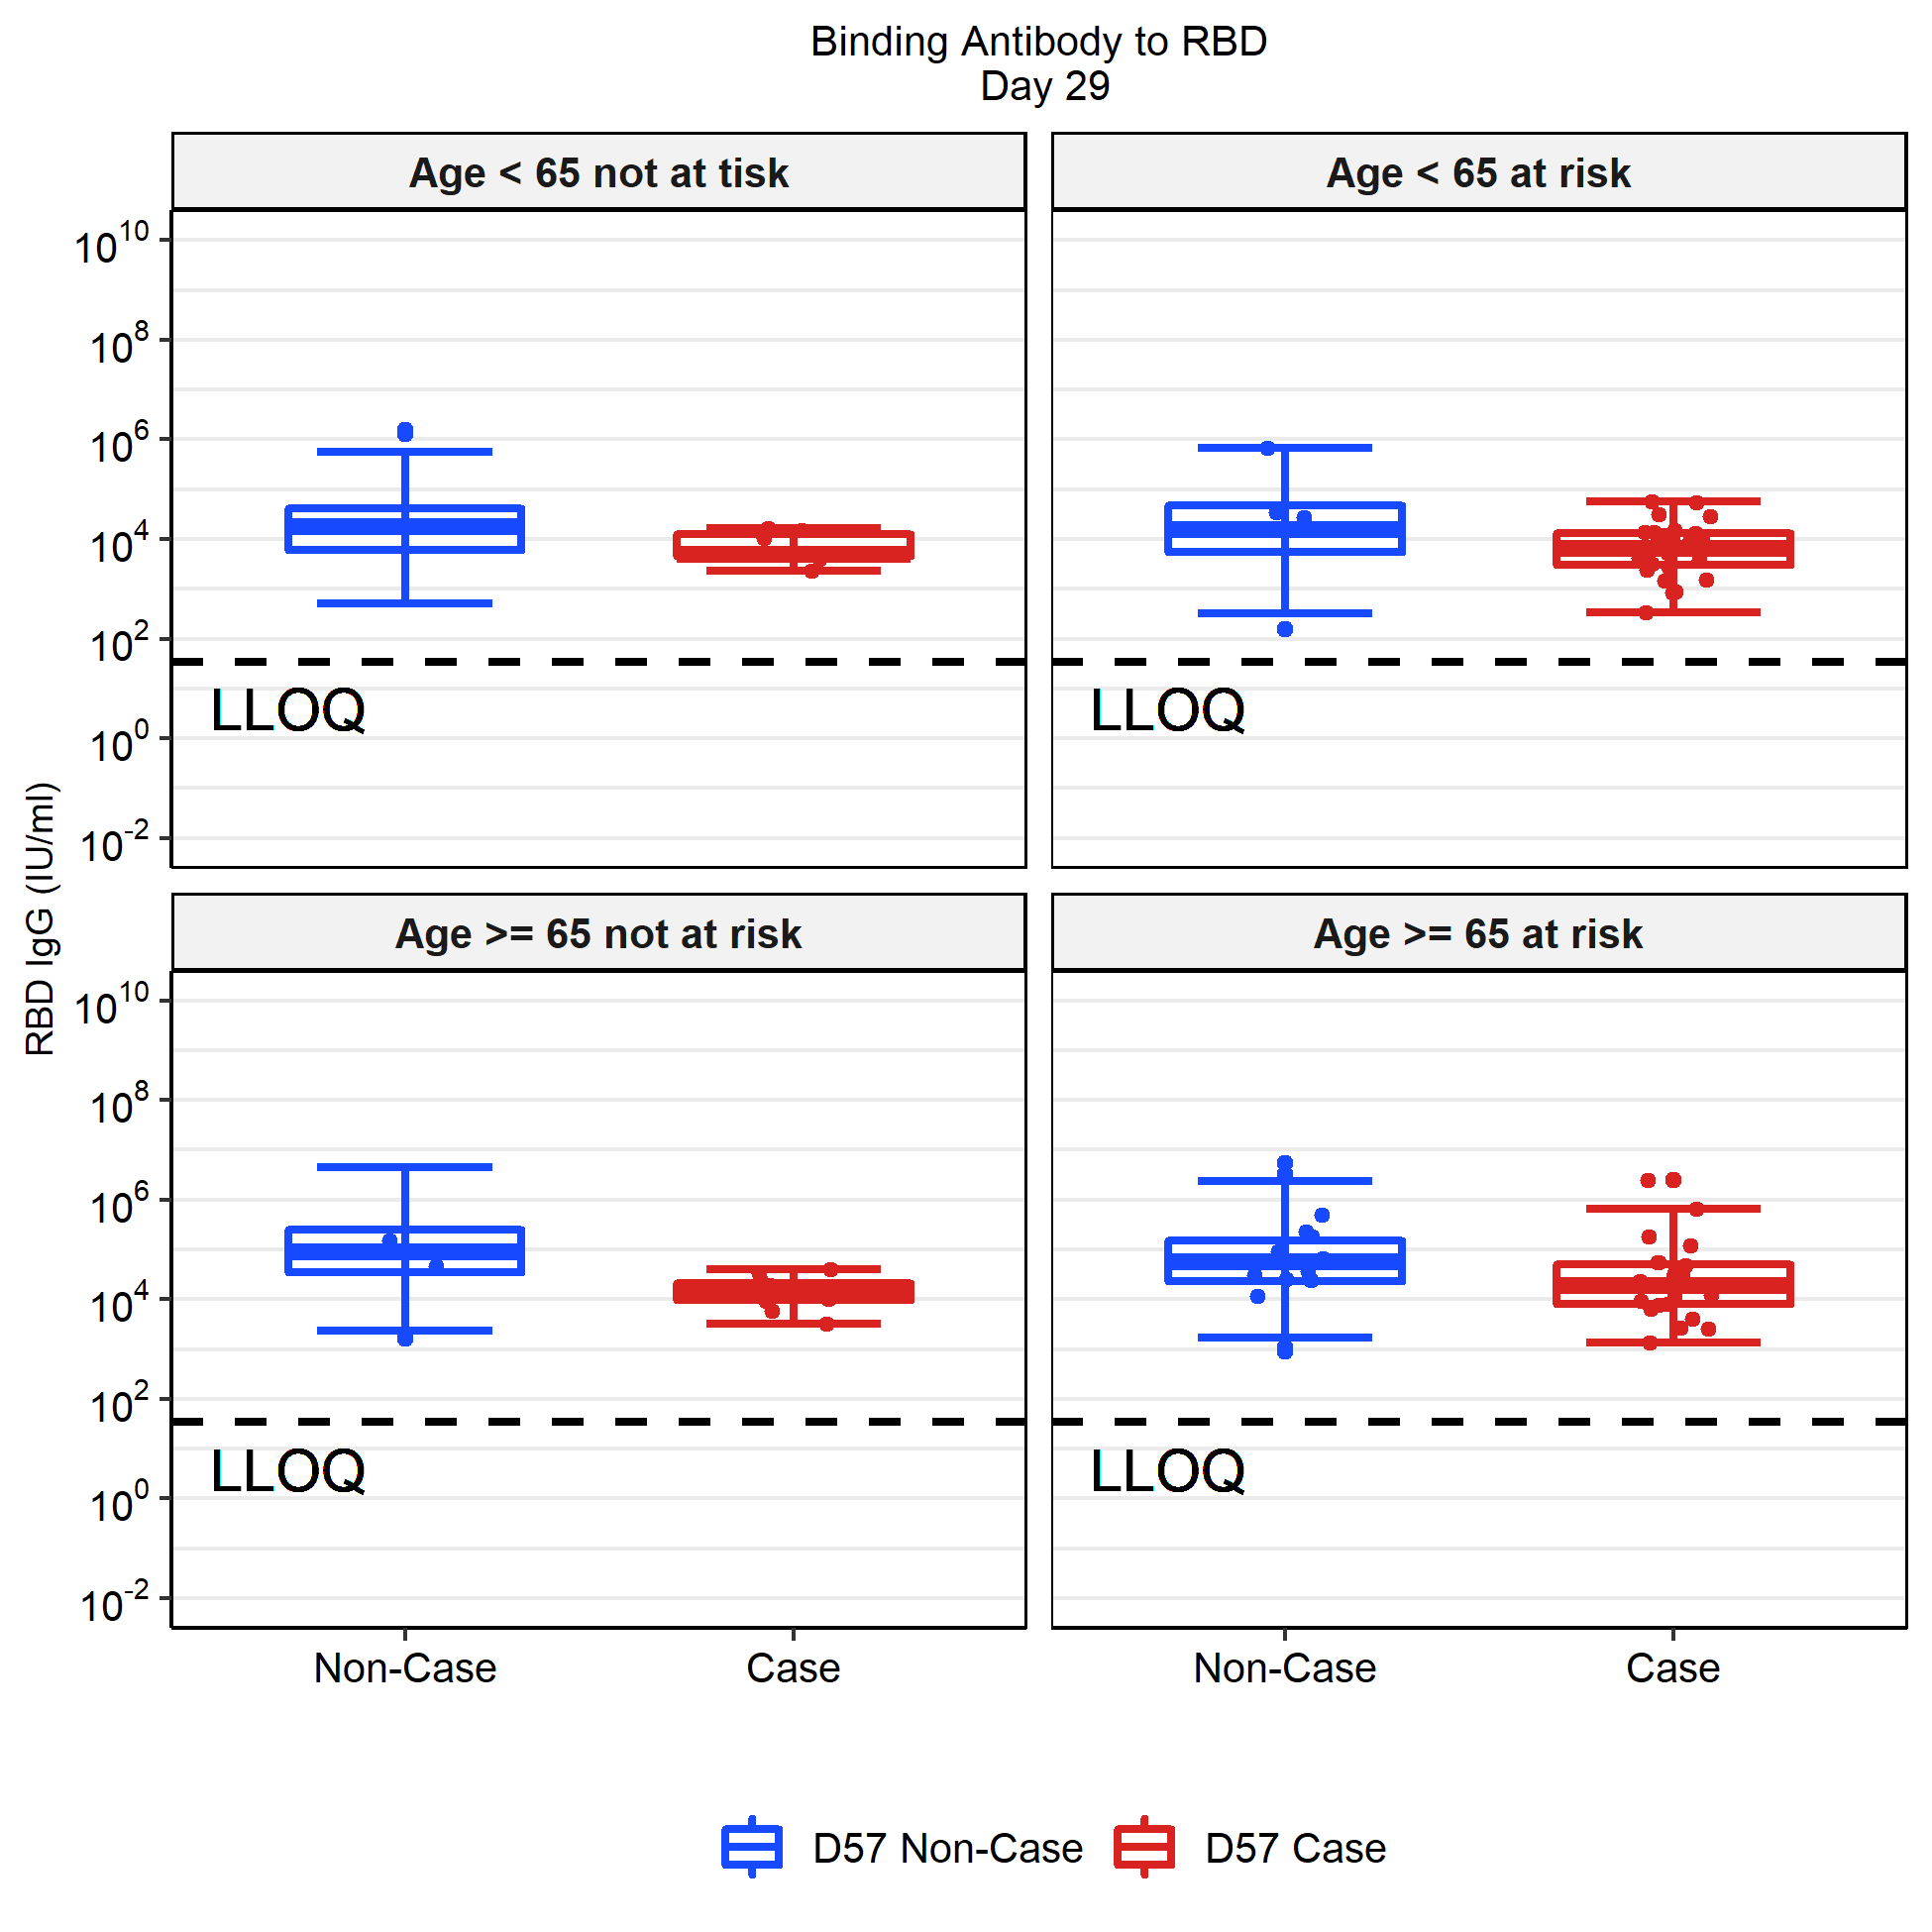 Binding Antibody to RBD
Day 29
Age < 65 not at tisk
Age < 65 at risk
10^10
10^8
10^6
10^4
10^2
10^0
10^-2
LLOQ
LLOQ
RBD IgG (IU/ml)
Age >= 65 not at risk
Age >= 65 at risk
10^10
10^8
10^6
10^4
10^2
10^0
10^-2
LLOQ
LLOQ
Non-Case
Case
Non-Case
Case
D57 Non-Case
D57 Case